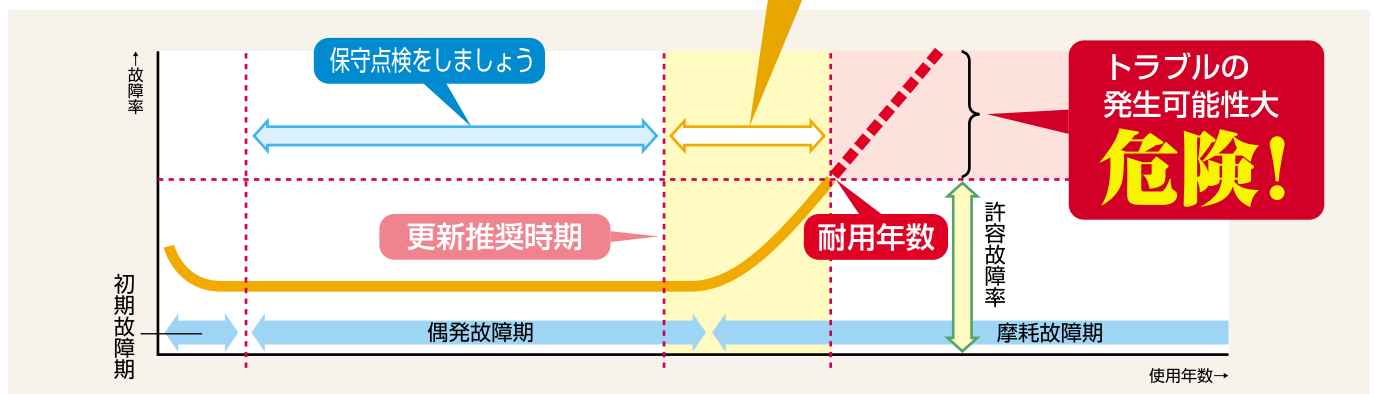 ↑故障率
保守点検をしましょう
トラブルの
発生可能性大
危険!
更新推奨時期
耐用年数
許容故障率
初期故障期
偶発故障期
摩耗故障期
使用年数→